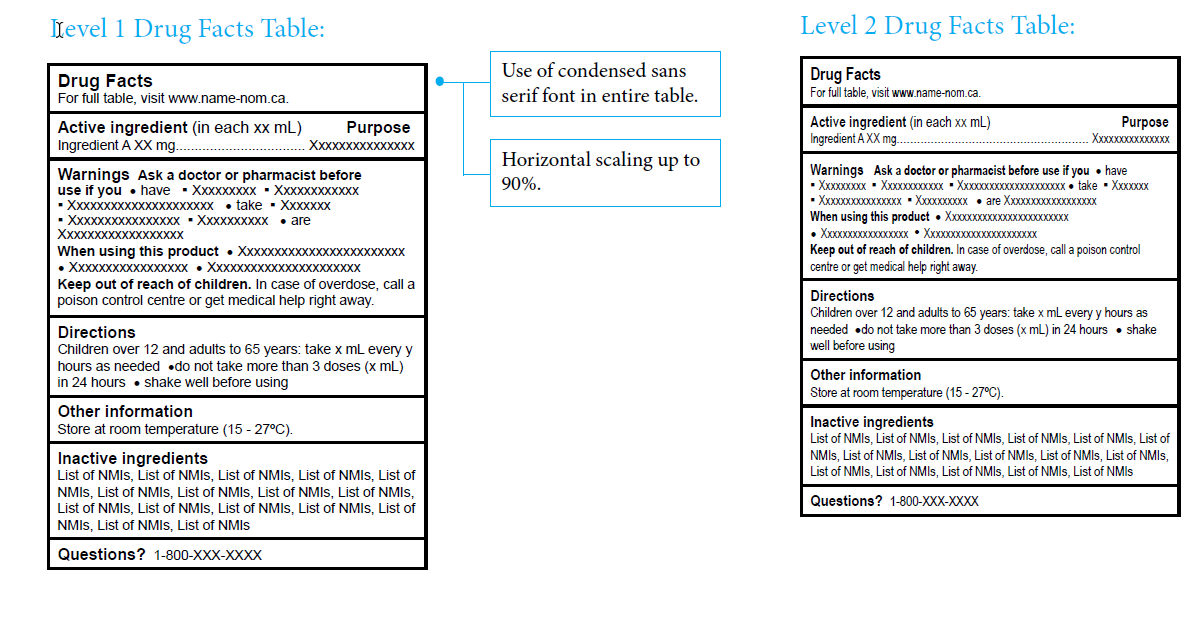 Level 1 Drug Facts Table:
Drug Facts
For full table, visit www.name-nom.ca.
Active ingredient (in each xx mL) Purpose
Ingredient A XX mg................................ Xxxxxxxxxxxxxxx
Warnings Ask a doctor or pharmacist before
use if you • have ▪ Xxxxxxxxx ▪ Xxxxxxxxxxxx
▪ Xxxxxxxxxxxxxxxxxxxx • take ▪ Xxxxxxx
▪ Xxxxxxxxxxxxxxxx ▪ Xxxxxxxxxx • are
Xxxxxxxxxxxxxxxxx
When using this product • Xxxxxxxxxxxxxxxxxxxxxxxx
• Xxxxxxxxxxxxxxxxx • Xxxxxxxxxxxxxxxxxxxxxx
Keep out of reach of children. In case of overdose, call a
poison control centre or get medical help right away.
Directions
Children over 12 and adults to 65 years: take x mL every y
hours as needed •do not take more than 3 doses (x mL)
in 24 hours • shake well before using
Other information
Store at room temperature (15 - 27ºC).
Inactive ingredients
List of NMIs, List of NMIs, List of NMIs, List of NMIs, List of
NMIs, List of NMIs, List of NMIs, List of NMIs, List of NMIs,
List of NMIs, List of NMIs, List of NMIs, List of NMIs, List of
NMIs, List of NMIs, List of NMIs
Questions? 1-800-XXX-XXXX
Use of condensed sans
serif font in entire table.
Horizontal scaling up to
90%.
Level 2 Drug Facts Table:
Drug Facts
For full table, visit www.name-nom.ca.
Active ingredient (in each xx mL) Purpose
Ingredient A XX mg.......................................................... Xxxxxxxxxxxxxxx
Warnings Ask a doctor or pharmacist before use if you • have
▪ Xxxxxxxxx ▪ Xxxxxxxxxxxx ▪ Xxxxxxxxxxxxxxxxxxxxx • take ▪ Xxxxxxx
▪ Xxxxxxxxxxxxxxxx ▪ Xxxxxxxxxx • are Xxxxxxxxxxxxxxxxxx
When using this product • Xxxxxxxxxxxxxxxxxxxxxxxx
• Xxxxxxxxxxxxxxxxx • Xxxxxxxxxxxxxxxxxxxxxx
Keep out of reach of children. In case of overdose, call a poison control
centre or get medical help right away.
Directions
Children over 12 and adults to 65 years: take x mL every y hours as
needed •do not take more than 3 doses (x mL) in 24 hours • shake
well before using
Other information
Store at room temperature (15 - 27ºC).
Inactive ingredients
List of NMIs, List of NMIs, List of NMIs, List of NMIs, List of NMIs, List of
NMIs, List of NMIs, List of NMIs, List of NMIs, List of NMIs, List of NMIs,
List of NMIs, List of NMIs, List of NMIs, List of NMIs, List of NMIs
Questions? 1-800-XXX-XXXX